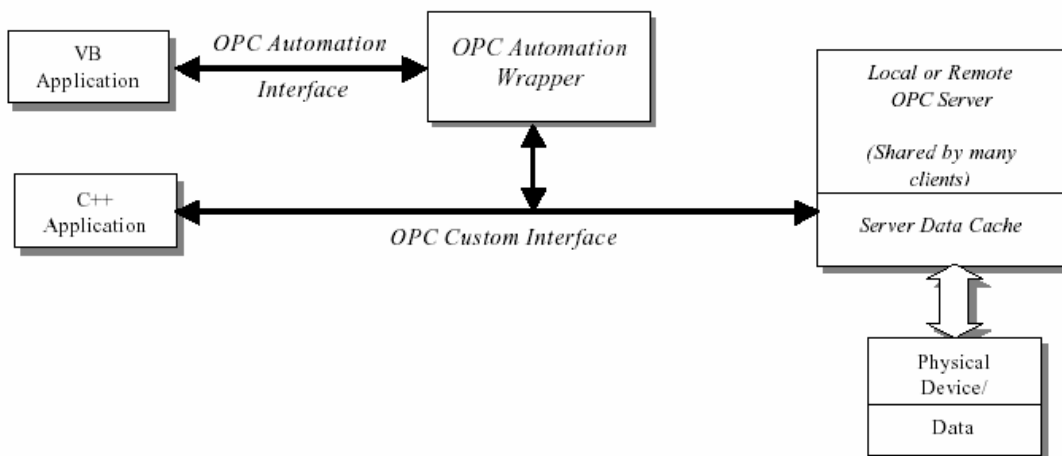 VB
Application
OPC Automation
Interface
OPC Automation
Wrapper
Local or Remote
OPC Server
(Shared by many
clients)
Server Data Cache
C++
Application
OPC Custom Interface
Physical
Device/
Data